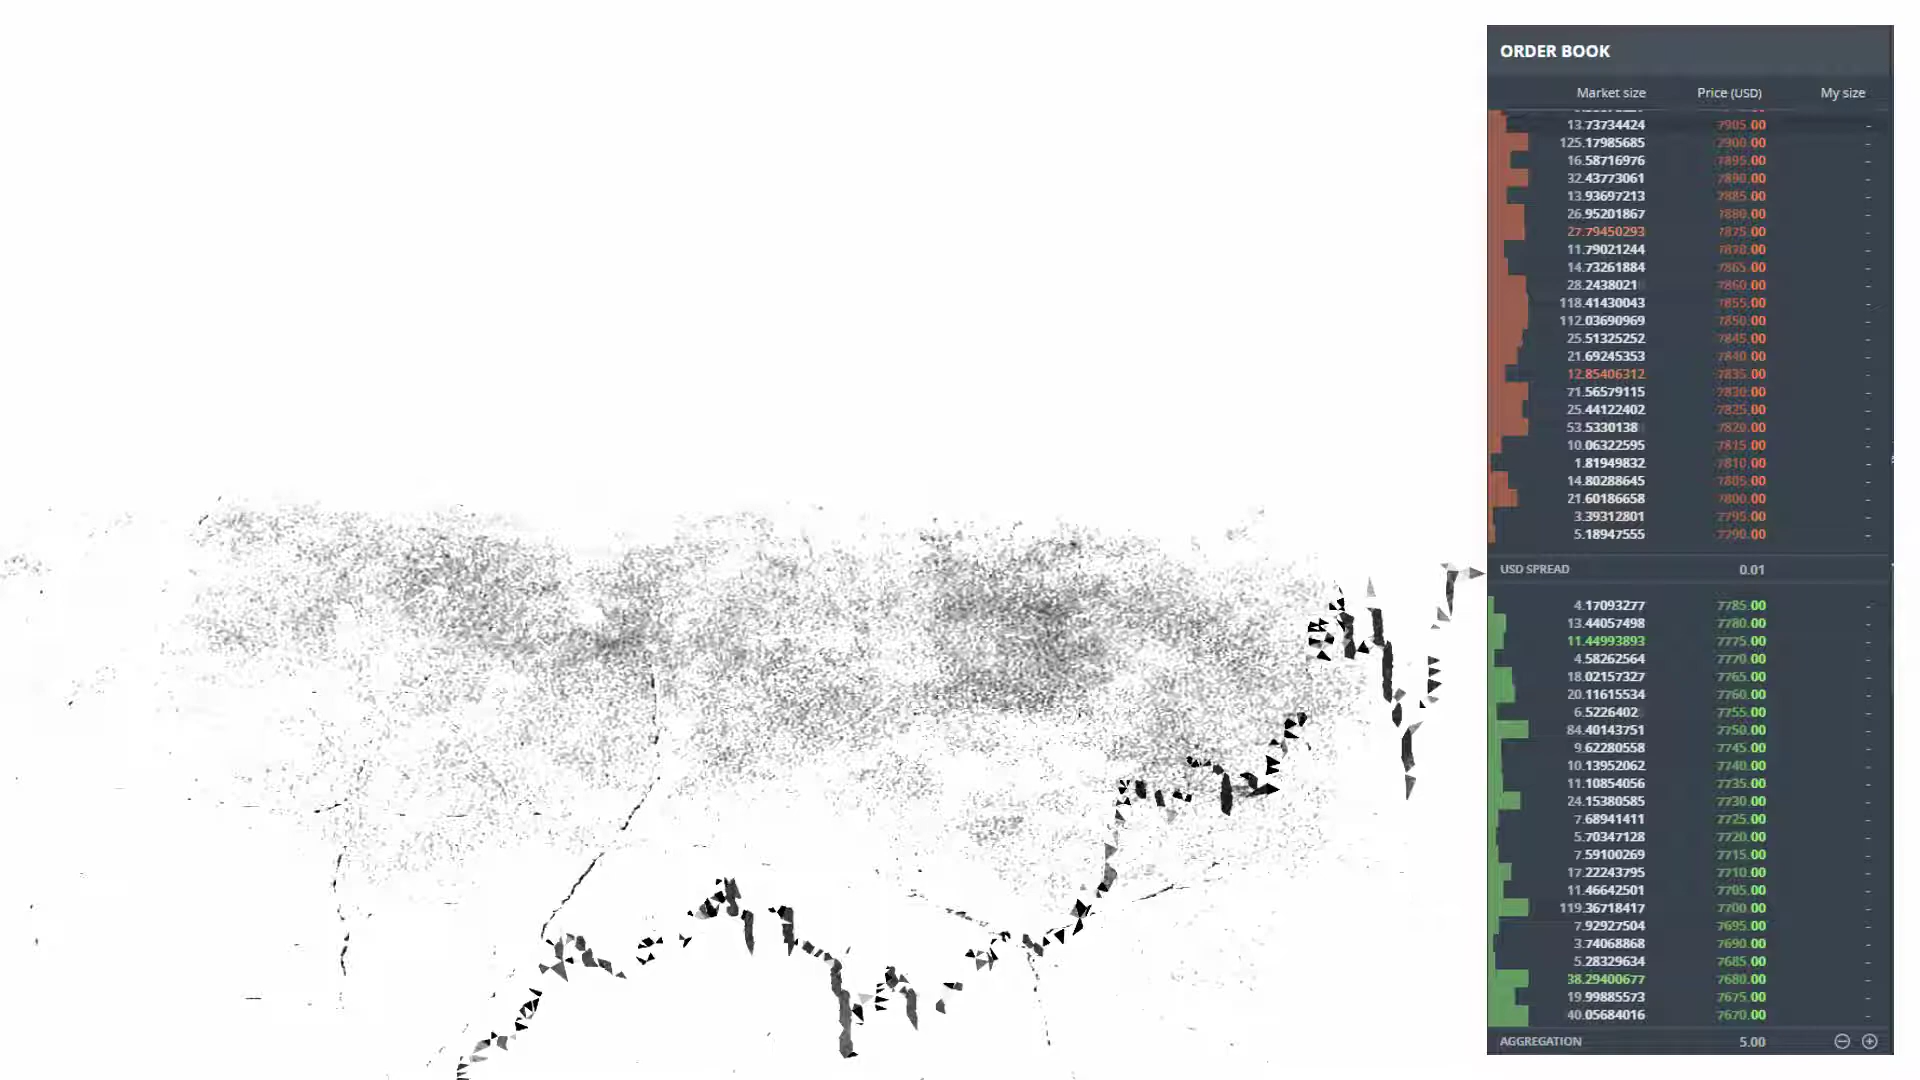 ORDER BOOK
Market size Price (USD) My size
13.73734424 7905.00 -
125.17985685 7900.00 -
16.58716976 7895.00 -
32.43773061 7890.00 -
13.93697213 7885.00 -
26.95201867 7880.00 -
27.79450293 7875.00 -
11.79021244 7870.00 -
14.73261884 7865.00 -
28.2438021 7860.00 -
118.41430043 7855.00 -
112.03690969 7850.00 -
25.51325252 7845.00 -
21.69245353 7840.00 -
12.85406312 7835.00 -
71.56579115 7830.00 -
25.44122402 7825.00 -
53.5330138 7820.00 -
10.06322595 7815.00 -
1.81949832 7810.00 -
14.80288645 7805.00 -
21.60186658 7800.00 -
3.39312801 7795.00 -
5.18947555 7790.00 -
USD SPREAD 0.01
4.17093277 7785.00 -
13.44057498 7780.00 -
11.44993893 7775.00 -
4.58262564 7770.00 -
18.02157327 7765.00 -
20.11615534 7760.00 -
6.5226402 7755.00 -
84.40143751 7750.00 -
9.62280558 7745.00 -
10.13952062 7740.00 -
11.10854056 7735.00 -
24.15380585 7730.00 -
7.68941411 7725.00 -
5.70347128 7720.00 -
7.59100269 7715.00 -
17.22243795 7710.00 -
11.46642501 7705.00 -
119.36718417 7700.00 -
7.92927504 7695.00 -
3.74068868 7690.00 -
5.28329634 7685.00 -
38.29400677 7680.00 -
19.99885573 7675.00 -
40.05684016 7670.00 -
AGGREGATION 5.00